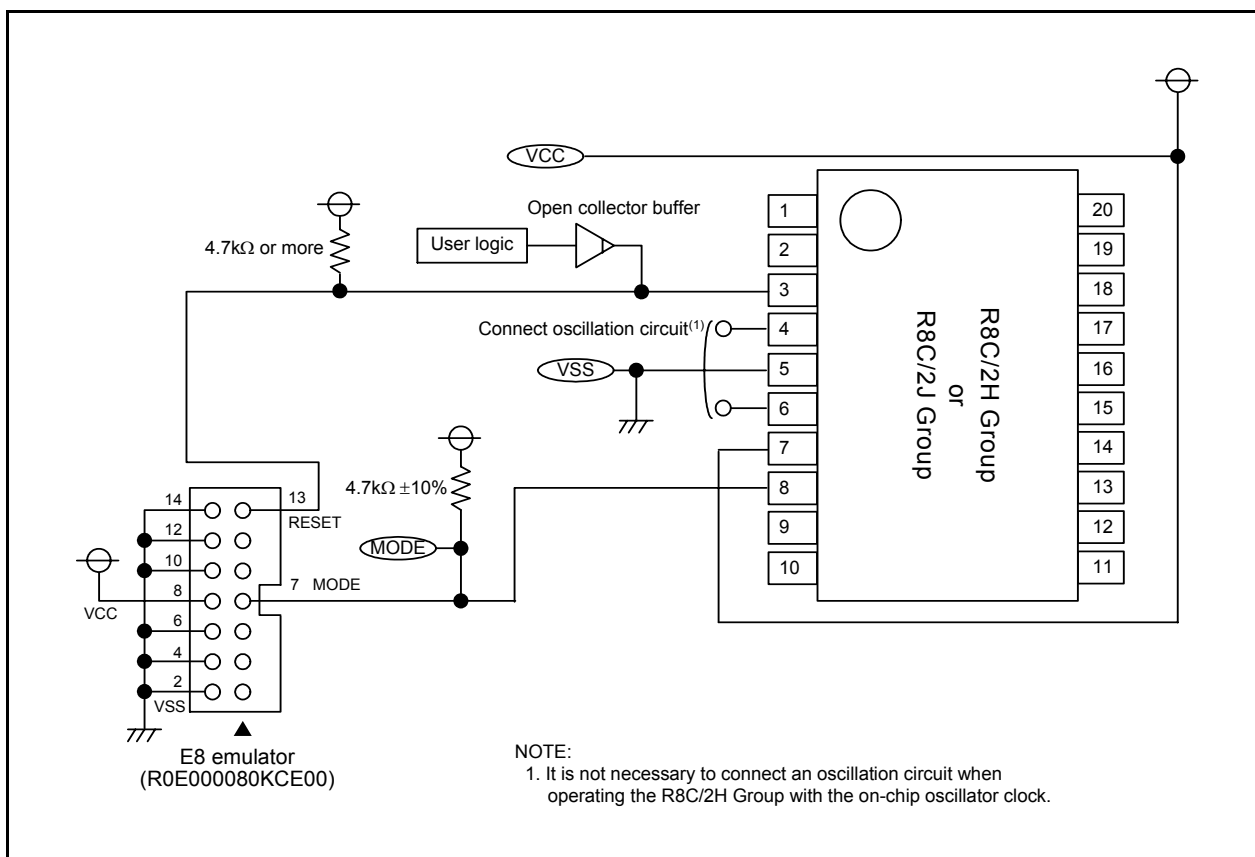 VCC
Open collector buffer
4.7kΩ or more
User logic
Connect oscillation circuit(1)
VSS
4.7kΩ ±10%
MODE
1
2
3
4
5
6
7
8
9
10
R8C/2H Group
or
R8C/2J Group
20
19
18
17
16
15
14
13
12
11
14
12
10
8
6
4
2
VCC
VSS
13
RESET
7 MODE
E8 emulator
(R0E000080KCE00)
NOTE:
1. It is not necessary to connect an oscillation circuit when
operating the R8C/2H Group with the on-chip oscillator clock.